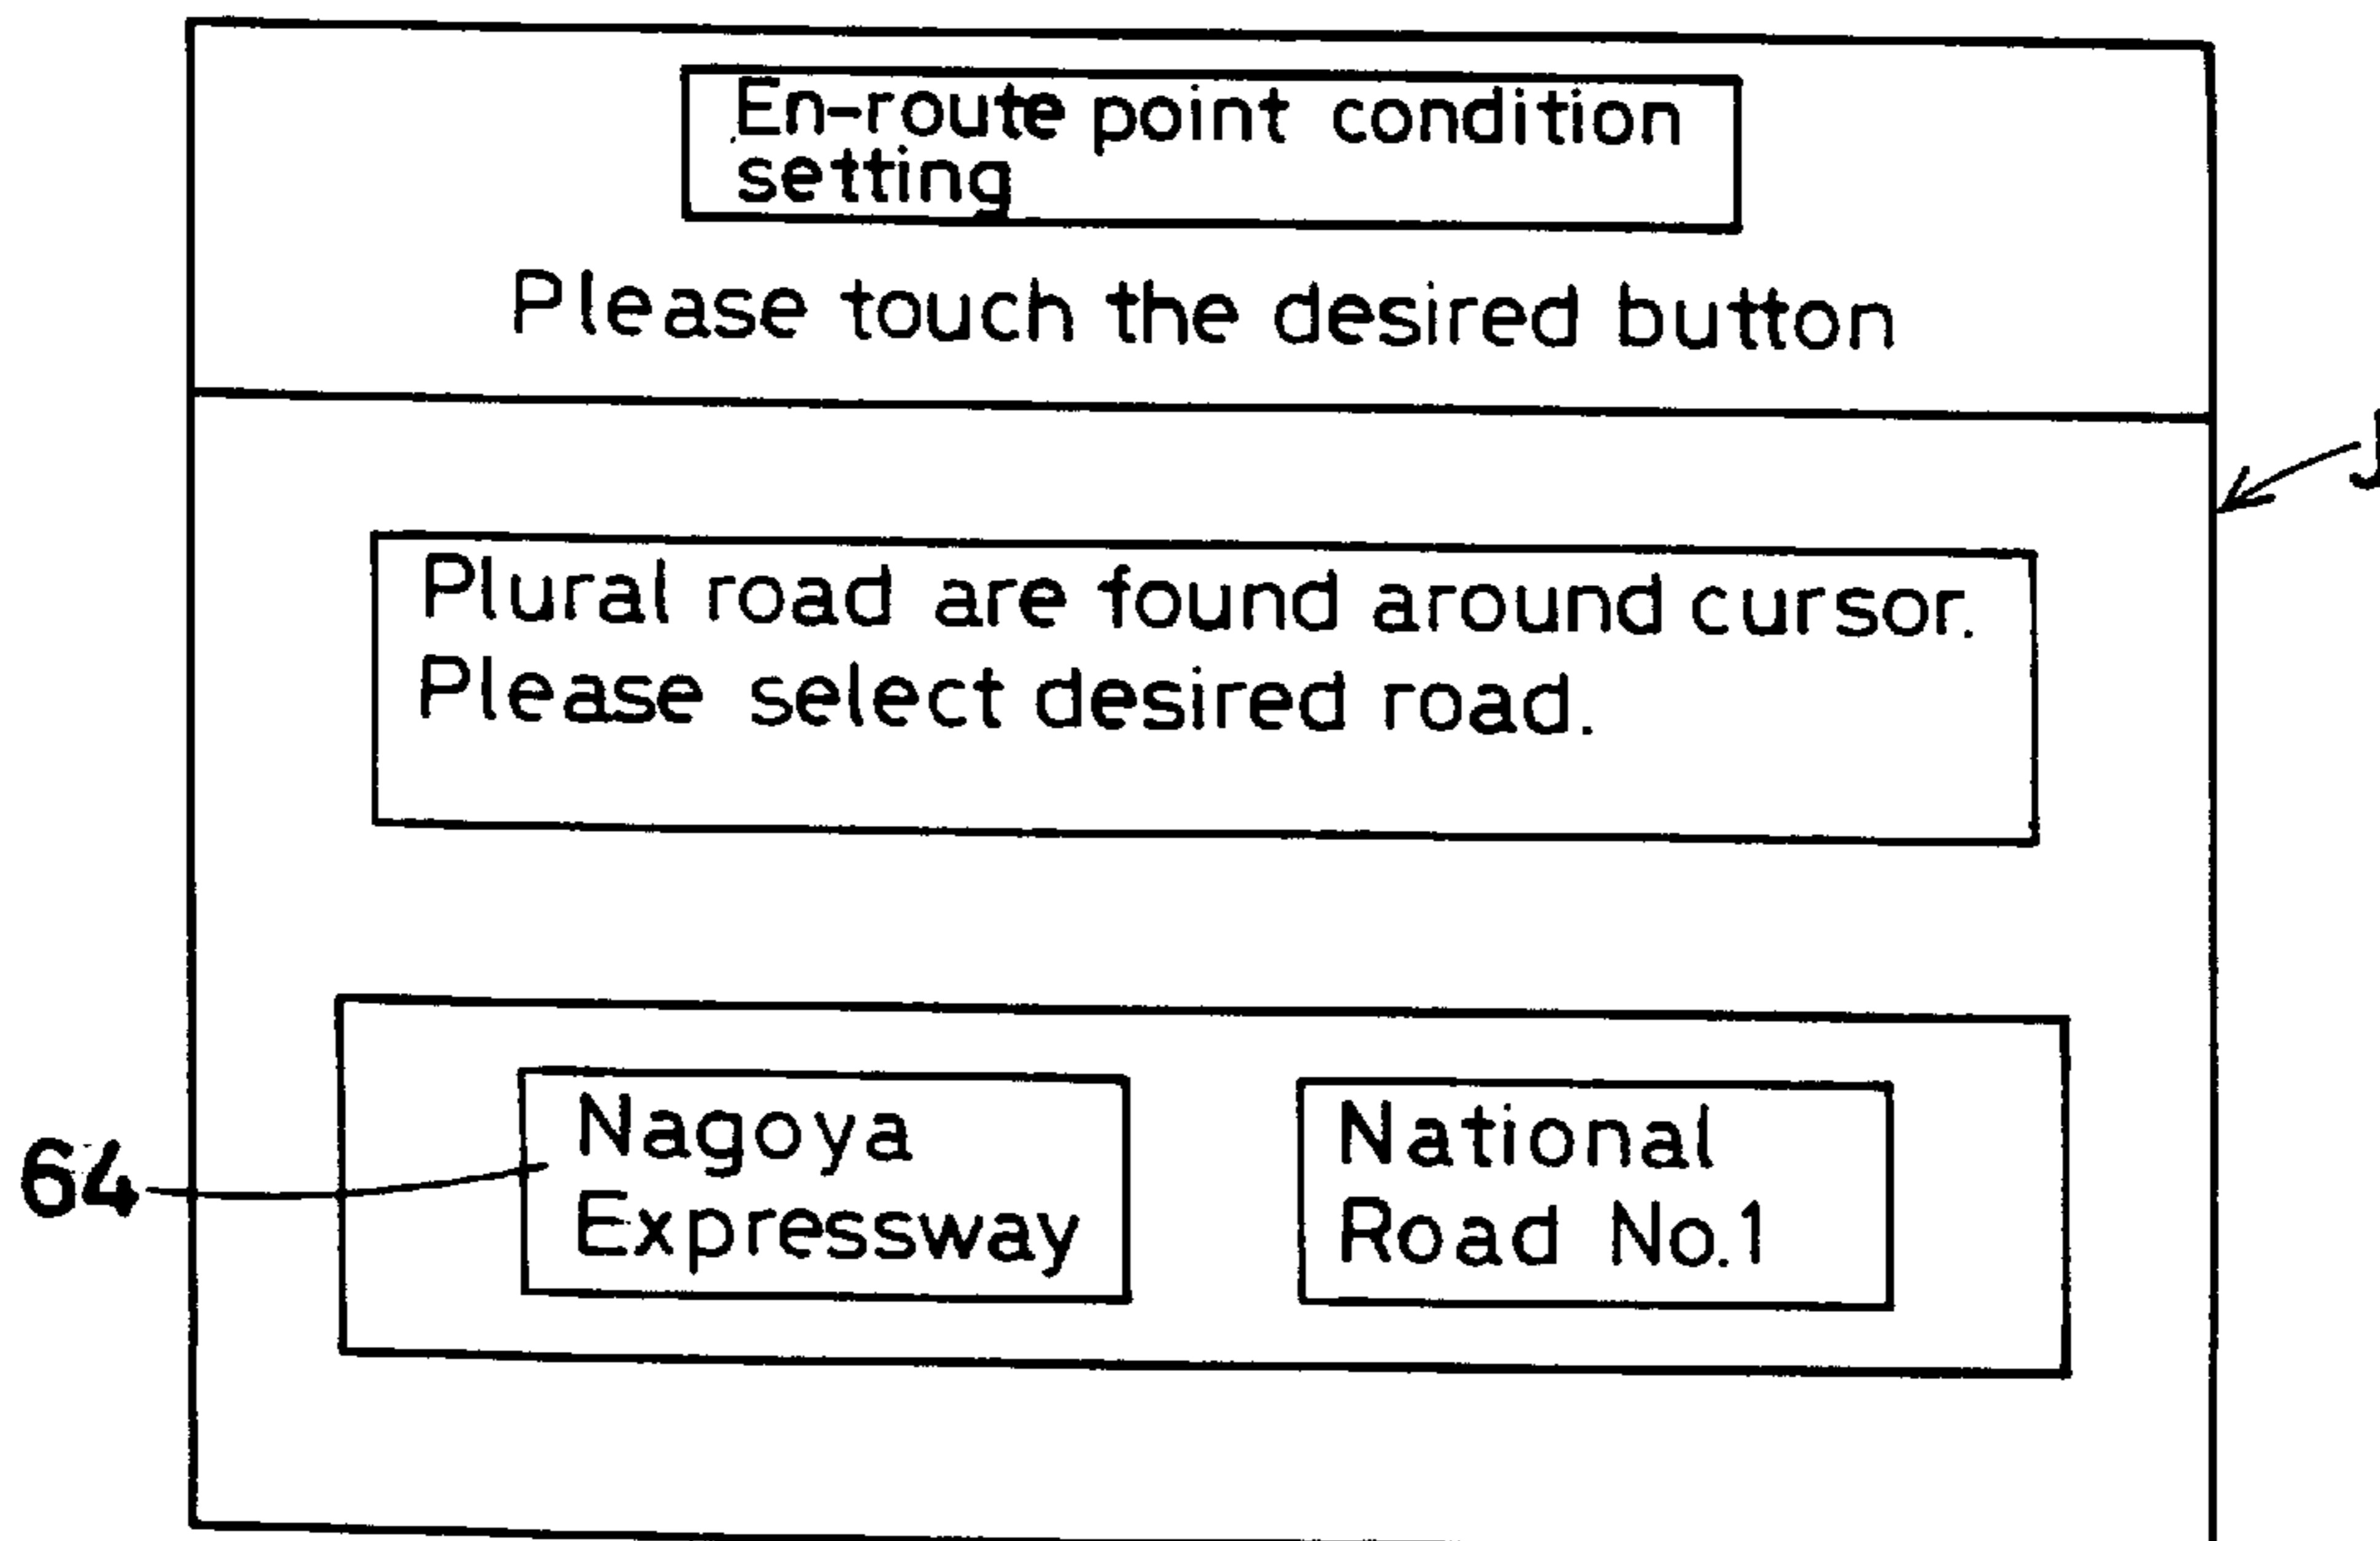 En-route point condition
setting
Please touch the desired button
Plural road are found around cursor.
Please select desired road.
Nagoya
Expressway
National
Road No.1
64